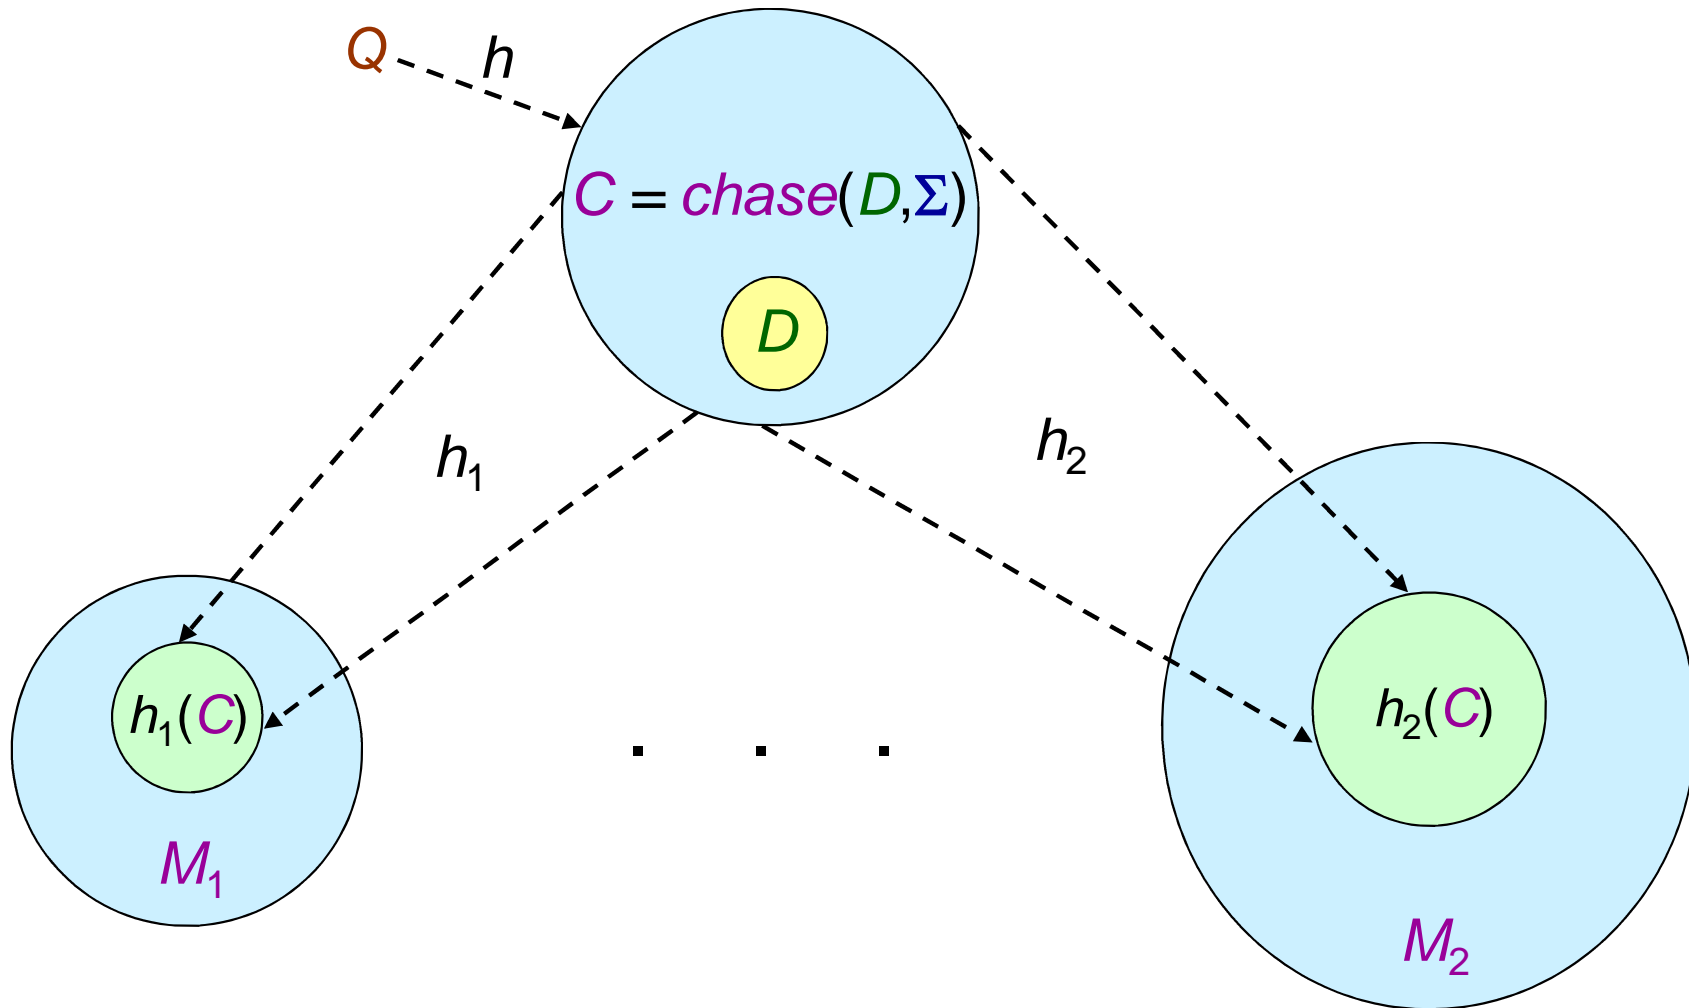 Q
h
C = chase(D,Σ)
D
h₁
h₂
h₁(C)
h₂(C)
. . .
M₁
M₂